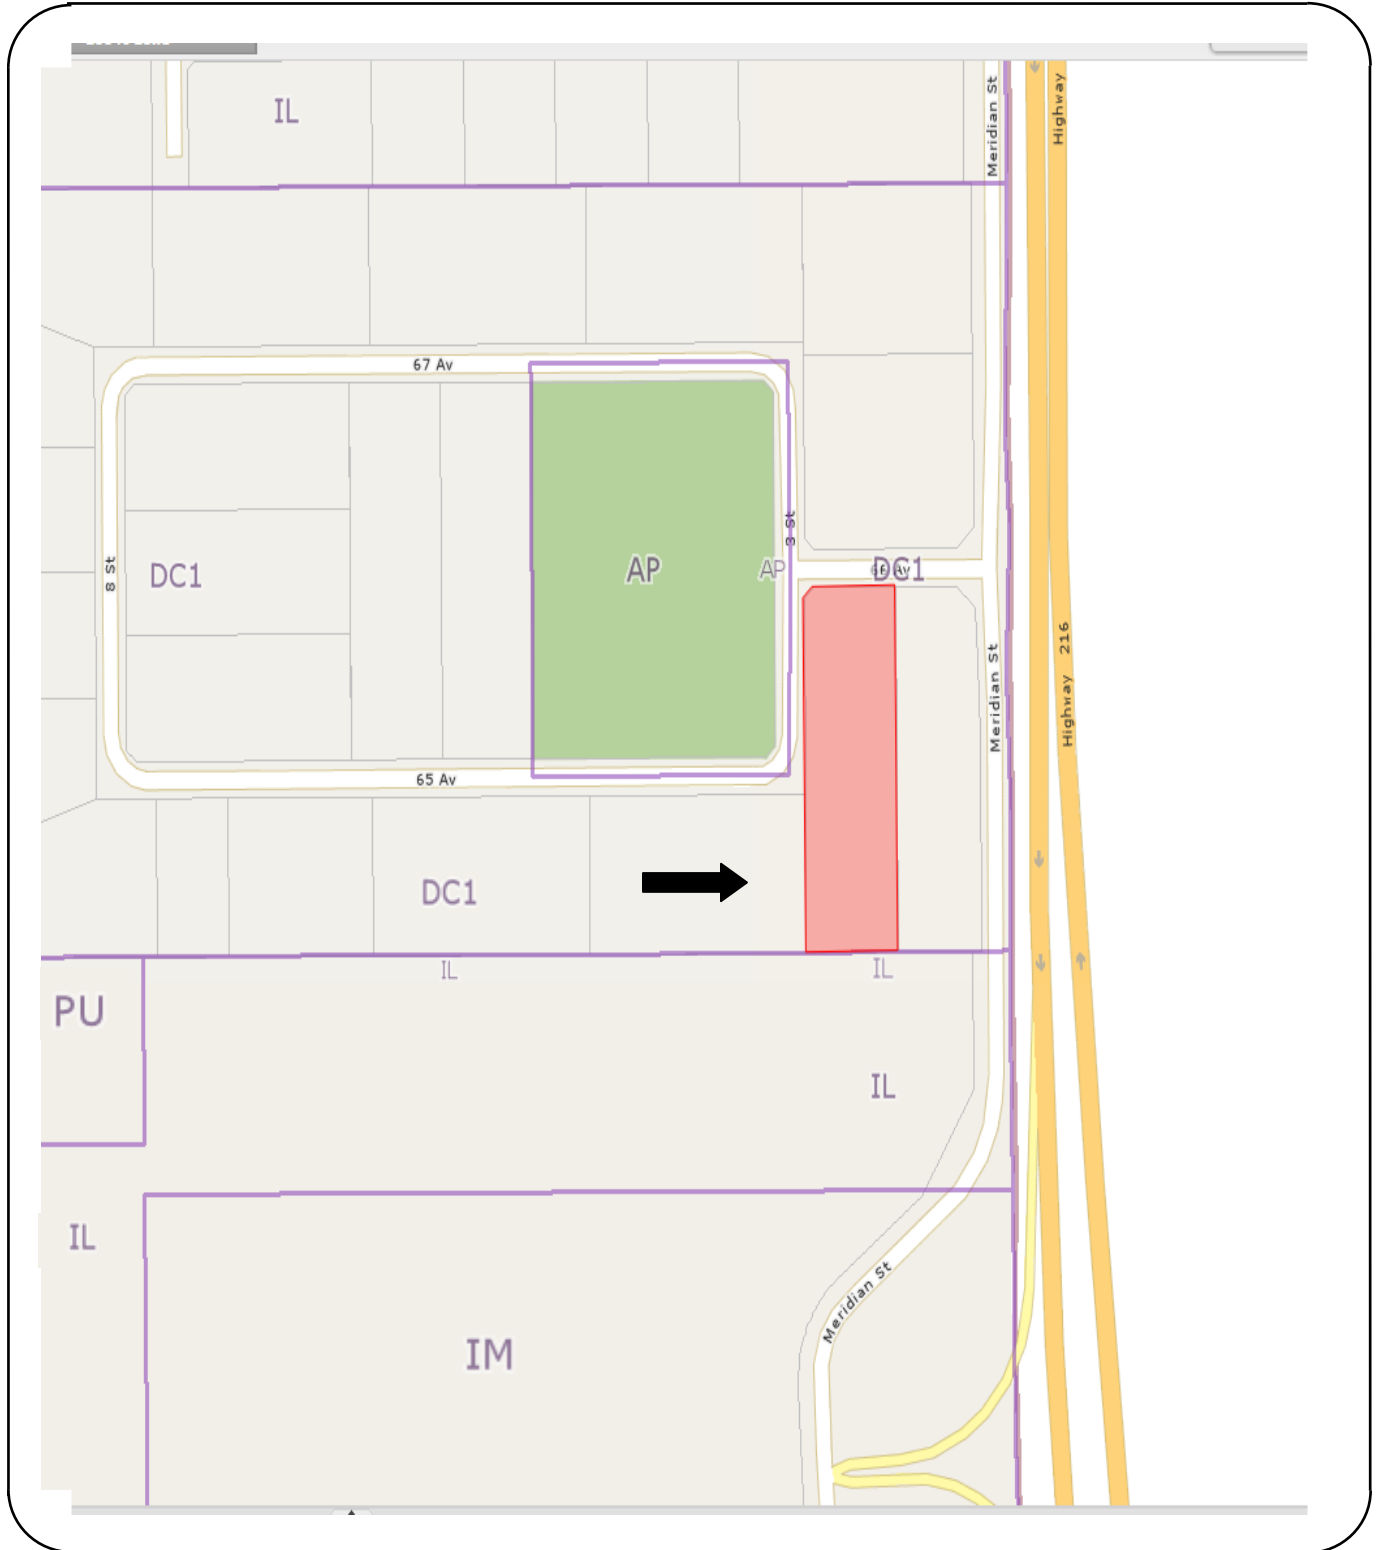 IL
Meridian St
Highway
67 Av
8 St
DC1
AP
AP
3 St
DC1
Meridian St
Highway 216
65 Av
DC1
IL
IL
PU
IL
IL
IM
Meridian St